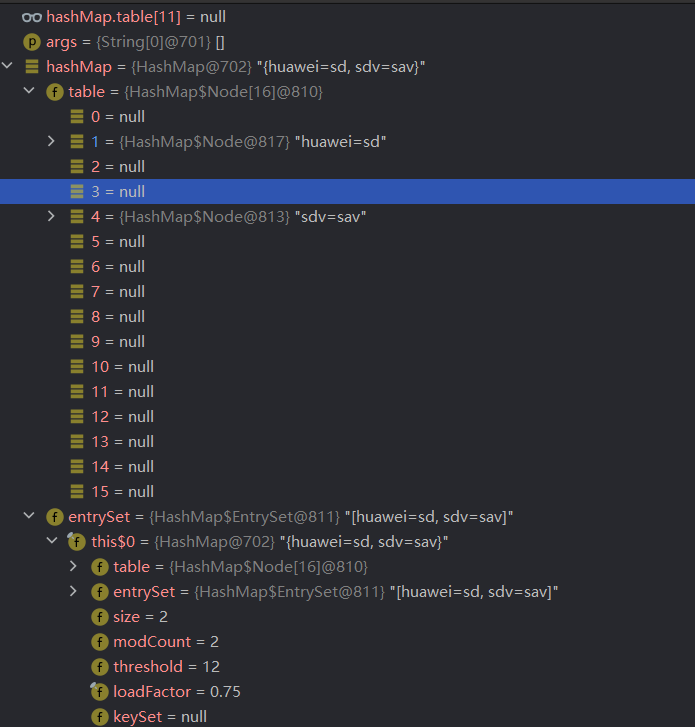 hashMap.table[11] = null
p args = {String[0]@701} []
hashMap = {HashMap@702} "{huawei=sd, sdv=sav}"
f table = {HashMap$Node[16]@810}
0 = null
1 = {HashMap$Node@817} "huawei=sd"
2 = null
3 = null
4 = {HashMap$Node@813} "sdv=sav"
5 = null
6 = null
7 = null
8 = null
9 = null
10 = null
11 = null
12 = null
13 = null
14 = null
15 = null
f entrySet = {HashMap$EntrySet@811} "[huawei=sd, sdv=sav]"
f this$0 = {HashMap@702} "{huawei=sd, sdv=sav}"
f table = {HashMap$Node[16]@810}
f entrySet = {HashMap$EntrySet@811} "[huawei=sd, sdv=sav]"
f size = 2
f modCount = 2
f threshold = 12
f loadFactor = 0.75
f keySet = null